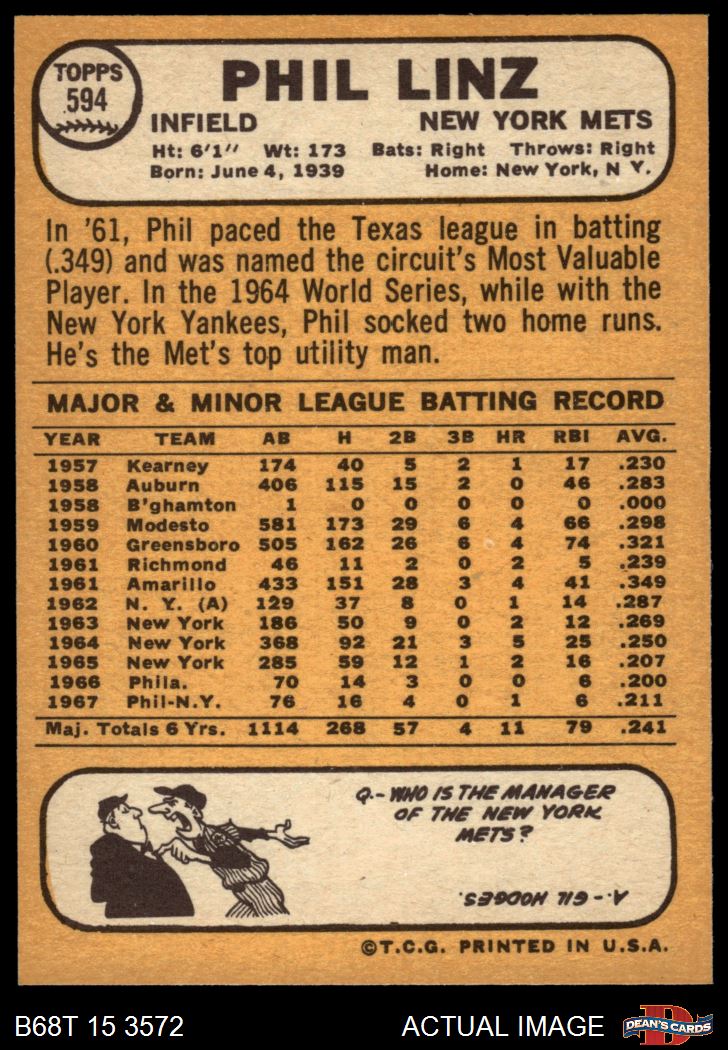 TOPPS
594
PHIL LINZ
INFIELD NEW YORK METS
Ht: 6'1" Wt: 173 Bats: Right Throws: Right
Born: June 4, 1939 Home: New York, N Y.
In '61, Phil paced the Texas league in batting
(.349) and was named the circuit's Most Valuable
Player. In the 1964 World Series, while with the
New York Yankees, Phil socked two home runs.
He's the Met's top utility man.
MAJOR & MINOR LEAGUE BATTING RECORD
YEAR TEAM AB H 2B 3B HR RBI AVG.
1957 Kearney 174 40 5 2 1 17 .230
1958 Auburn 406 115 15 2 0 46 .283
1958 B'ghamton 1 0 0 0 0 0 .000
1959 Modesto 581 173 29 6 4 66 .298
1960 Greensboro 505 162 26 6 4 74 .321
1961 Richmond 46 11 2 0 2 5 .239
1961 Amarillo 433 151 28 3 4 41 .349
1962 N. Y. (A) 129 37 8 0 1 14 .287
1963 New York 186 50 9 0 2 12 .269
1964 New York 368 92 21 3 5 25 .250
1965 New York 285 59 12 1 2 16 .207
1966 Phila. 70 14 3 0 0 6 .200
1967 Phil-N.Y. 76 16 4 0 1 6 .211
Maj. Totals 6 Yrs. 1114 268 57 4 11 79 .241
Q.- WHO IS THE MANAGER
OF THE NEW YORK
METS?
A.- GIL HODGES.
©T.C.G. PRINTED IN U.S.A.
B68T 15 3572 ACTUAL IMAGE
D
DEAN'S CARDS